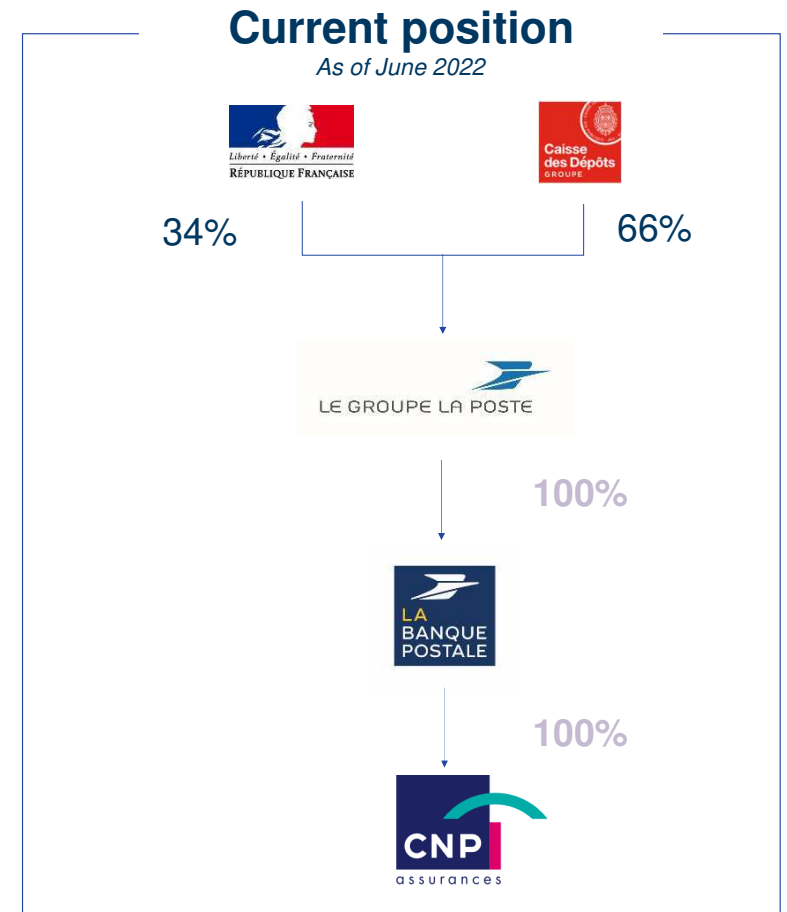 Current position
As of June 2022
Liberté • Égalité • Fraternité
RÉPUBLIQUE FRANÇAISE
Caisse
des Dépôts
GROUPE
34%
66%
LE GROUPE LA POSTE
100%
LA
BANQUE
POSTALE
100%
CNP
assurances